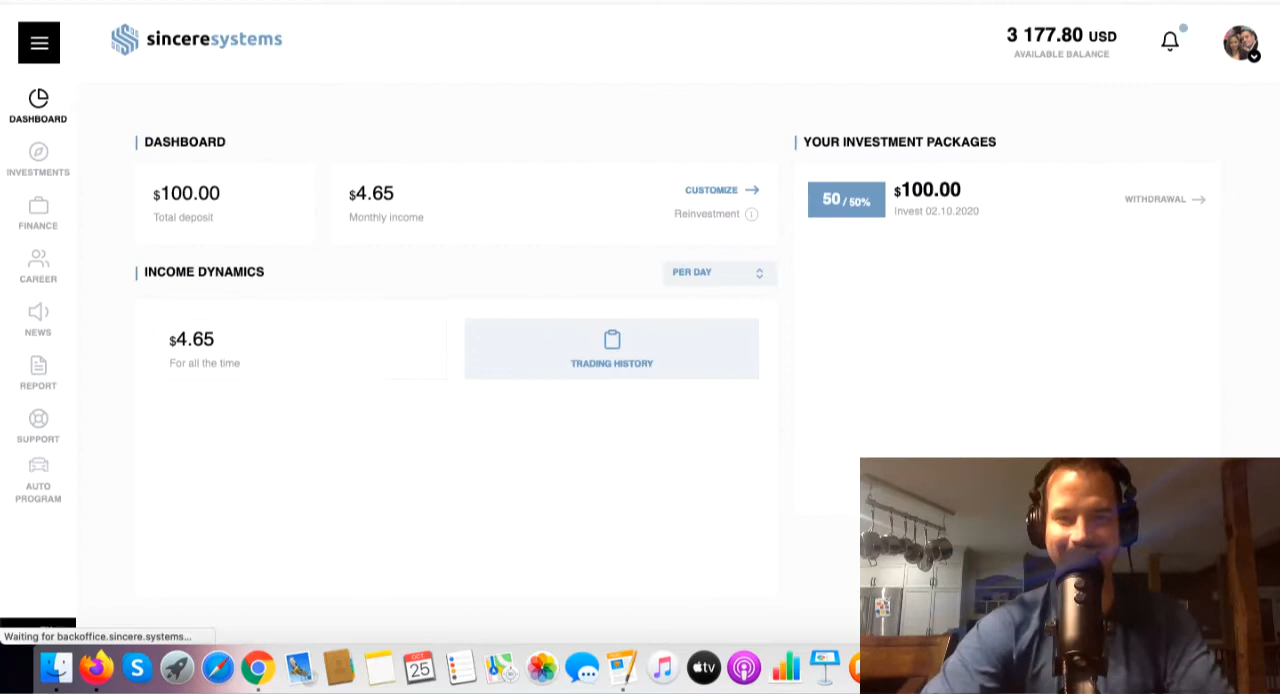 sinceresystems
3 177.80 USD
AVAILABLE BALANCE
DASHBOARD
INVESTMENTS
FINANCE
CAREER
NEWS
REPORT
SUPPORT
AUTO
PROGRAM
DASHBOARD
$100.00
Total deposit
$4.65
Monthly income
CUSTOMIZE
Reinvestment
INCOME DYNAMICS
PER DAY
$4.65
For all the time
TRADING HISTORY
YOUR INVESTMENT PACKAGES
50 / 50%
$100.00
Invest 02.10.2020
WITHDRAWAL
Waiting for backoffice.sincere.systems...
OCT
25
tv